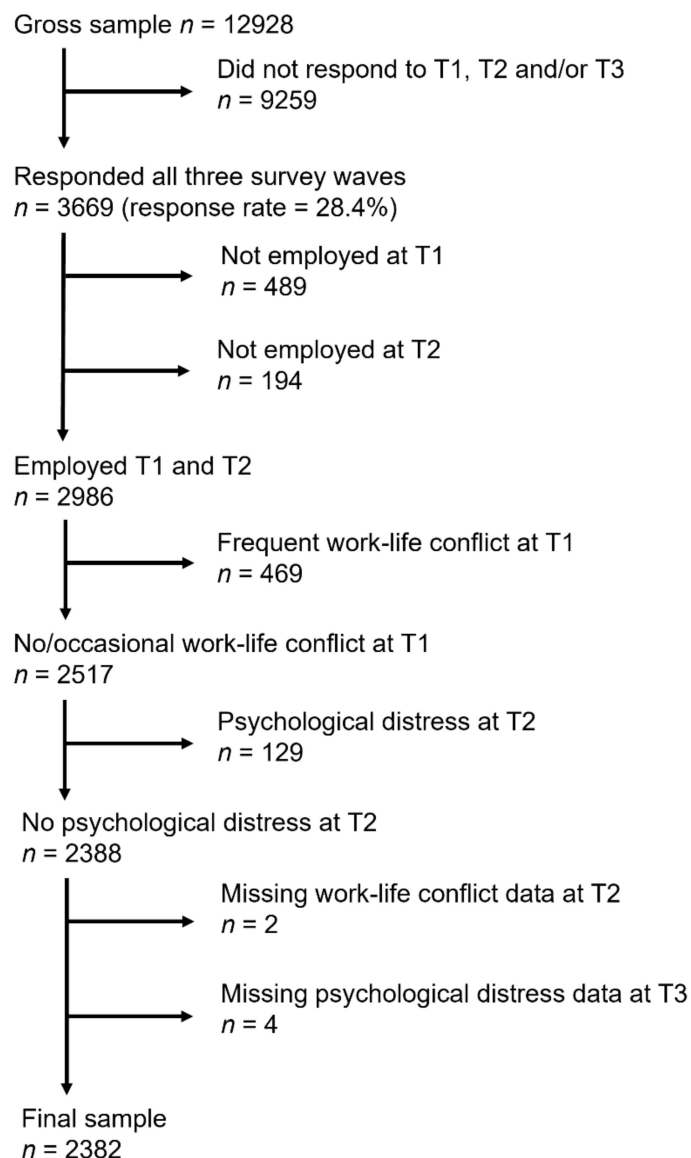 Gross sample n = 12928
Did not respond to T1, T2 and/or T3
n = 9259
Responded all three survey waves
n = 3669 (response rate = 28.4%)
Not employed at T1
n = 489
Not employed at T2
n = 194
Employed T1 and T2
n = 2986
Frequent work-life conflict at T1
n = 469
No/occasional work-life conflict at T1
n = 2517
Psychological distress at T2
n = 129
No psychological distress at T2
n = 2388
Missing work-life conflict data at T2
n = 2
Missing psychological distress data at T3
n = 4
Final sample
n = 2382